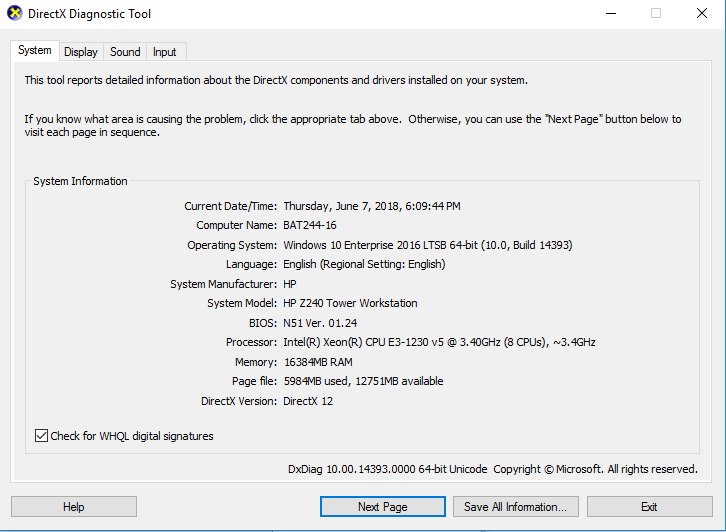 DirectX Diagnostic Tool
System Display Sound Input
This tool reports detailed information about the DirectX components and drivers installed on your system.
If you know what area is causing the problem, click the appropriate tab above. Otherwise, you can use the "Next Page" button below to
visit each page in sequence.
System Information
Current Date/Time: Thursday, June 7, 2018, 6:09:44 PM
Computer Name: BAT244-16
Operating System: Windows 10 Enterprise 2016 LTSB 64-bit (10.0, Build 14393)
Language: English (Regional Setting: English)
System Manufacturer: HP
System Model: HP Z240 Tower Workstation
BIOS: N51 Ver. 01.24
Processor: Intel(R) Xeon(R) CPU E3-1230 v5 @ 3.40GHz (8 CPUs), ~3.4GHz
Memory: 16384MB RAM
Page file: 5984MB used, 12751MB available
DirectX Version: DirectX 12
Check for WHQL digital signatures
DxDiag 10.00.14393.0000 64-bit Unicode Copyright © Microsoft. All rights reserved.
Help Next Page Save All Information... Exit